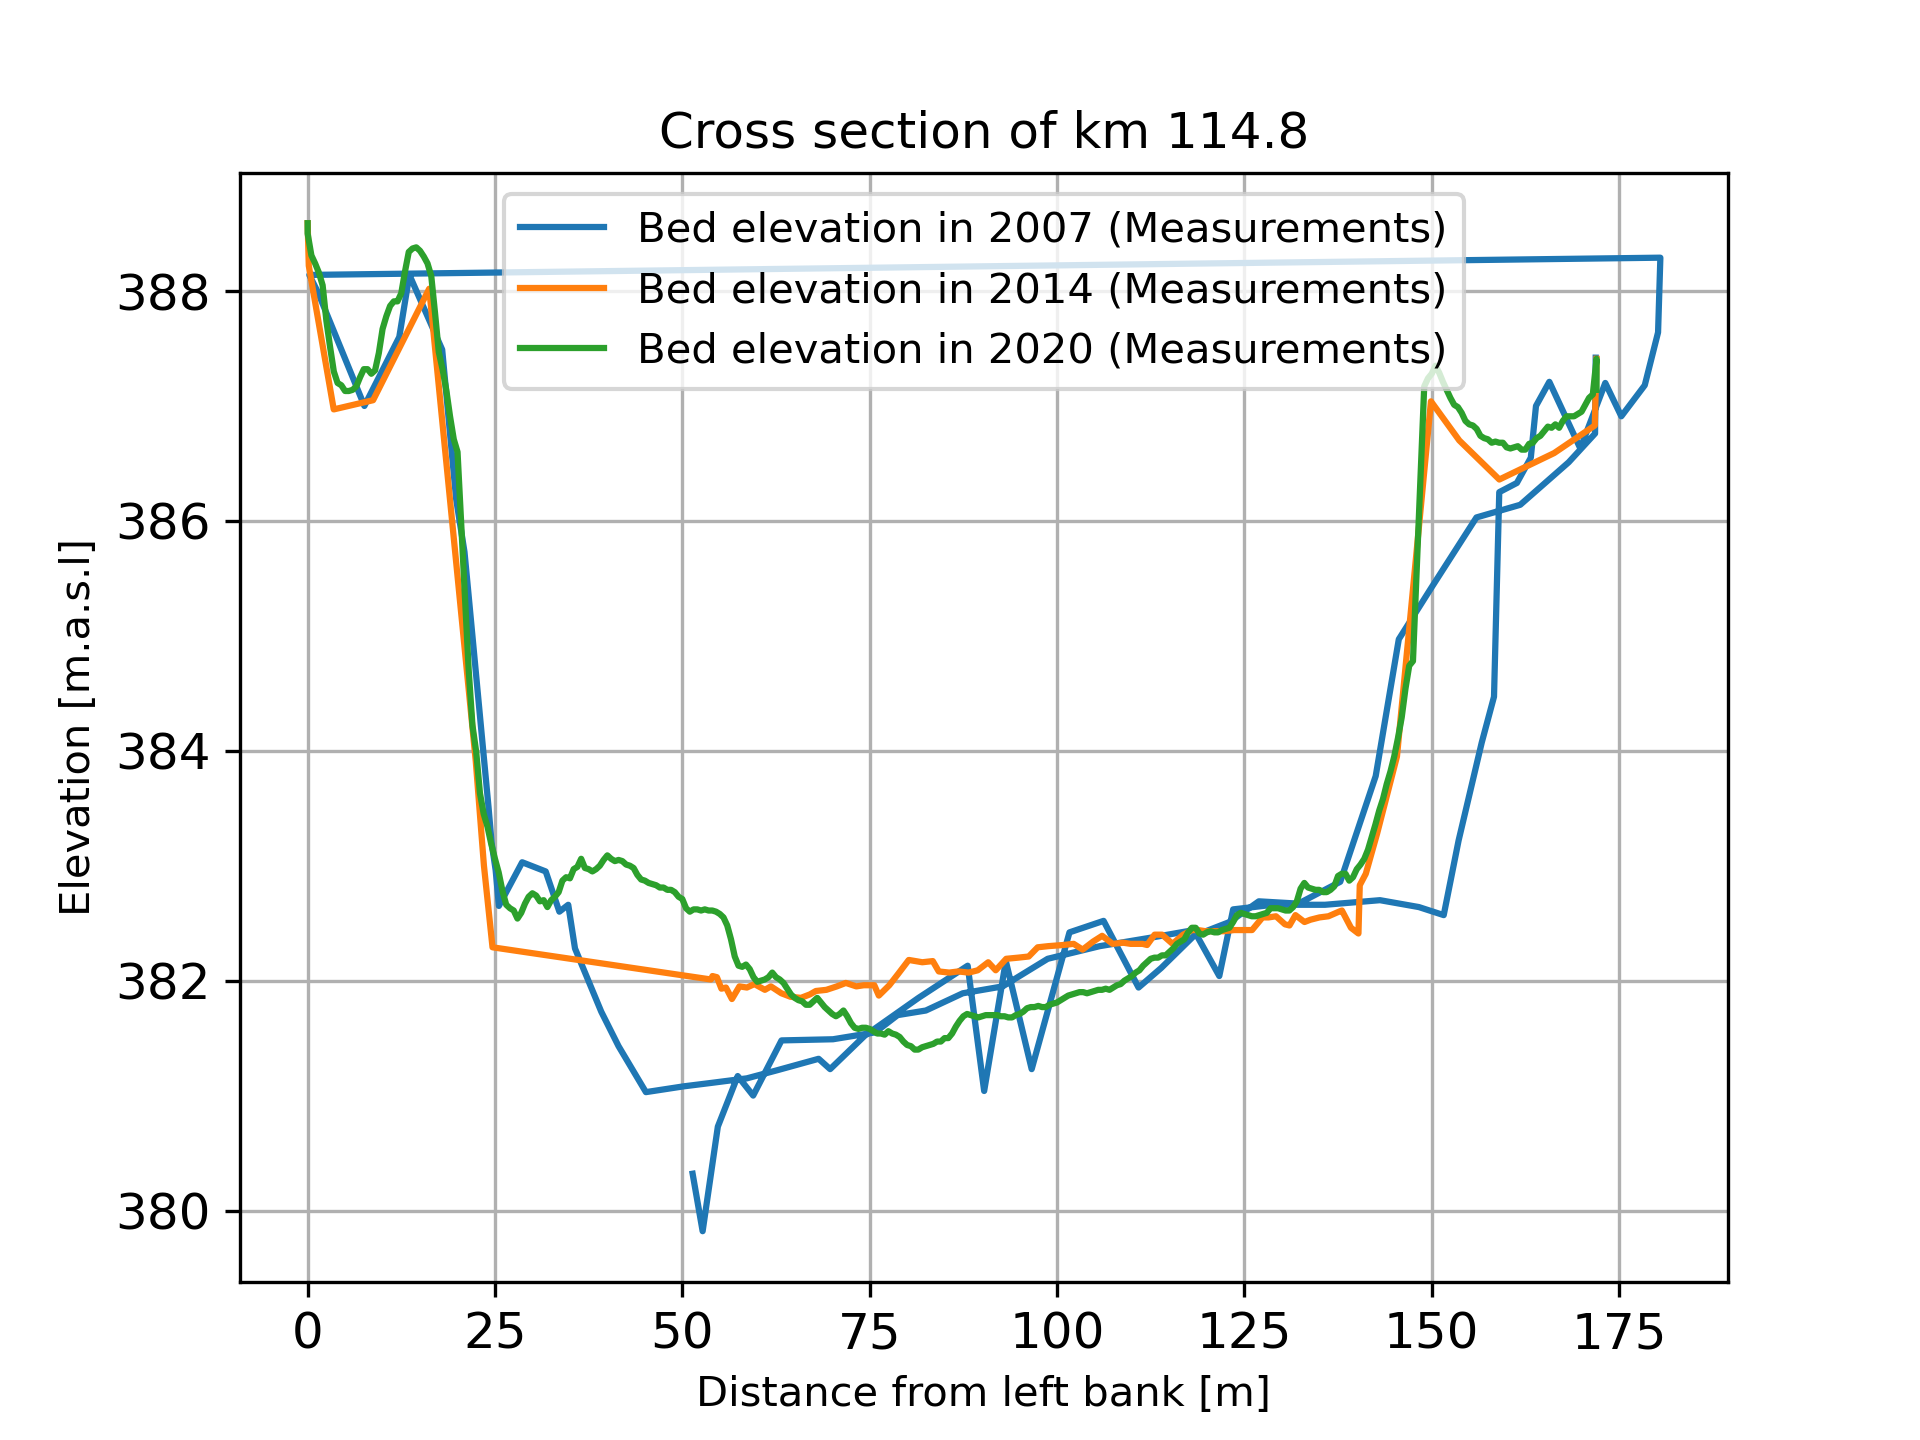 Cross section of km 114.8
Bed elevation in 2007 (Measurements)
Bed elevation in 2014 (Measurements)
Bed elevation in 2020 (Measurements)
388
386
384
382
380
Elevation [m.a.s.l]
0 25 50 75 100 125 150 175
Distance from left bank [m]